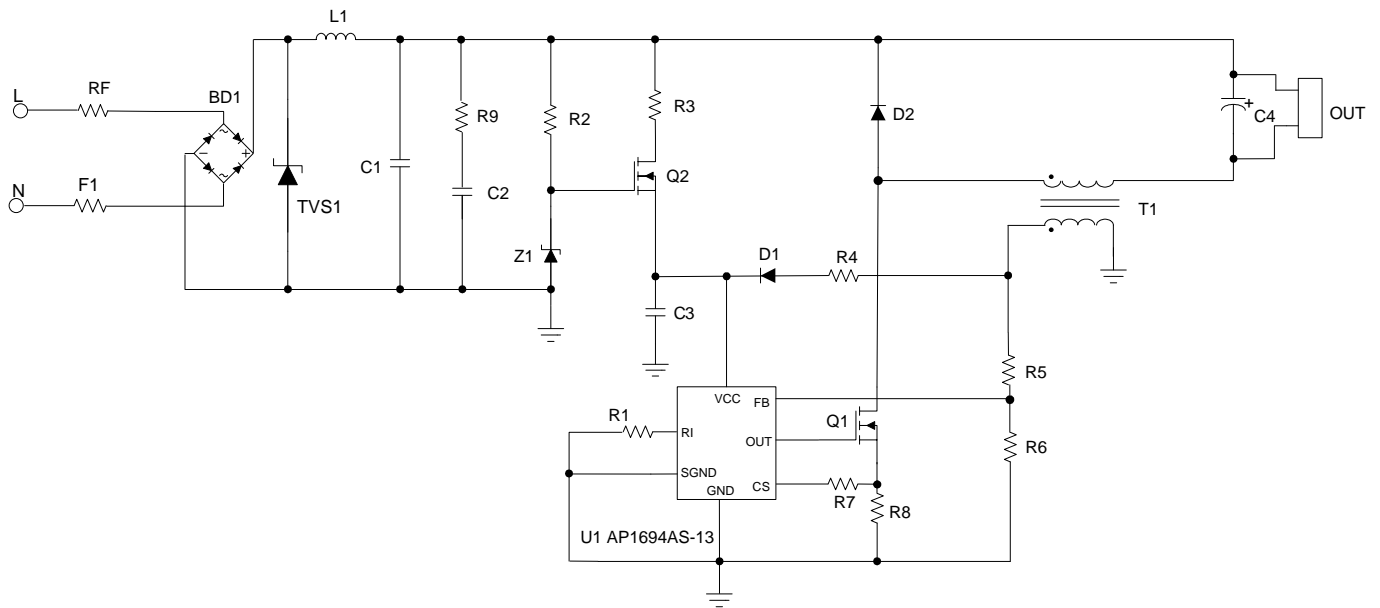 L1
L
RF
BD1
~
-
+
~
N
F1
TVS1
C1
R9
C2
R2
R3
Q2
Z1
D2
+
C4
OUT
T1
D1
R4
C3
R5
R1
VCC
FB
RI
OUT
Q1
R6
SGND
GND
CS
R7
R8
U1 AP1694AS-13